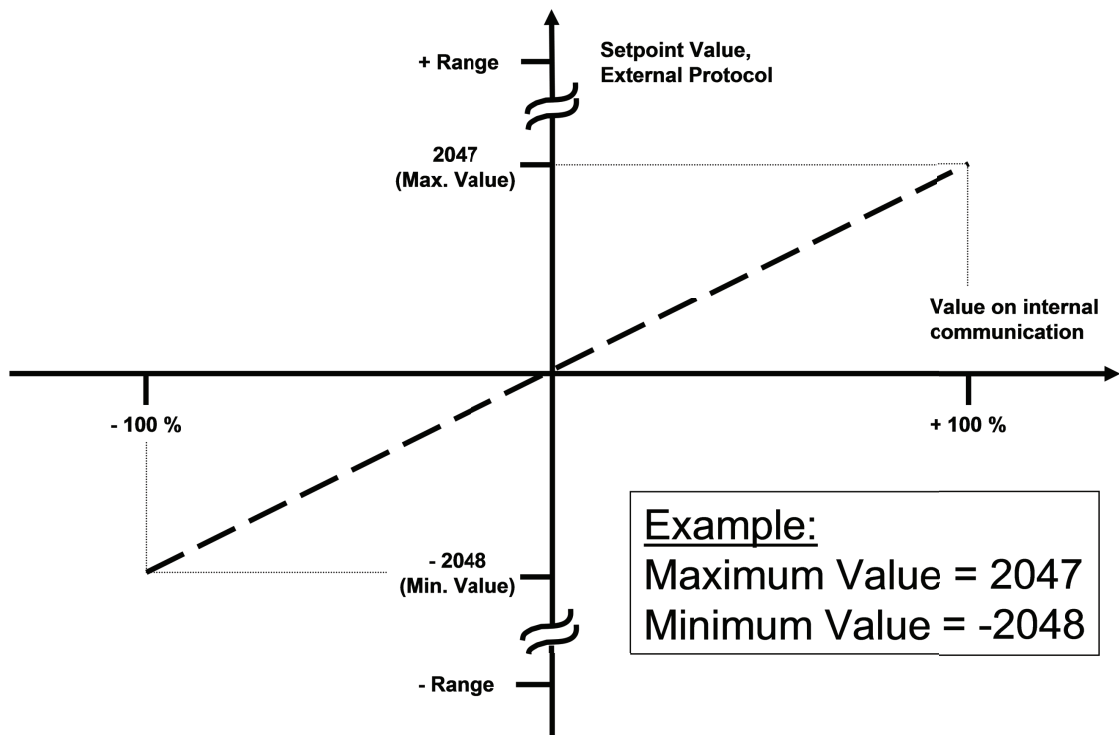 + Range
Setpoint Value,
External Protocol
2047
(Max. Value)
Value on internal
communication
- 100 %
+ 100 %
Example:
Maximum Value = 2047
Minimum Value = -2048
- 2048
(Min. Value)
- Range